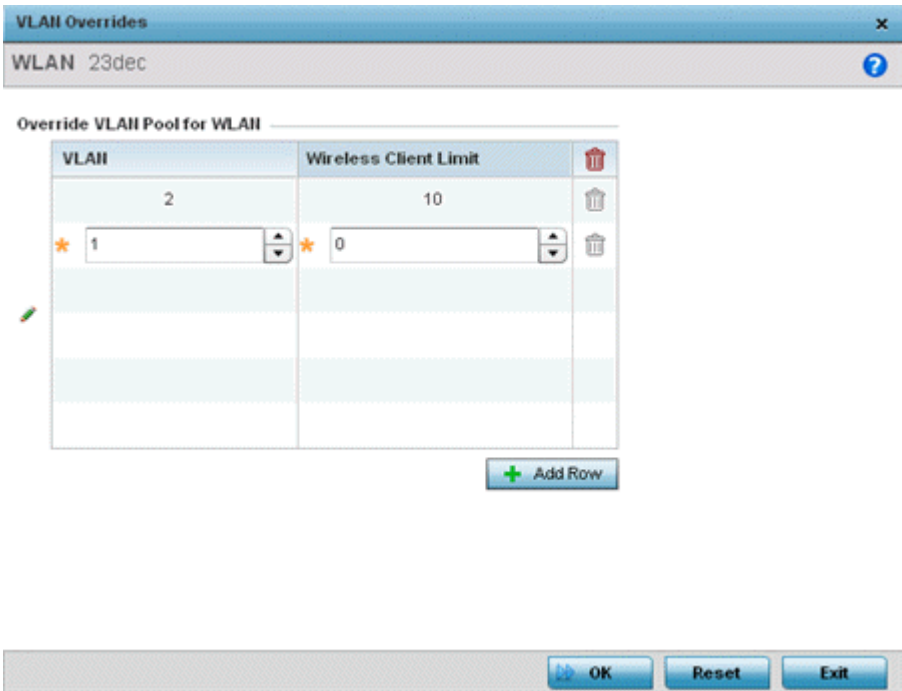 VLAN Overrides
WLAN 23dec
Override VLAN Pool for WLAN
VLAN Wireless Client Limit
2 10
* 1 * 0
+ Add Row
OK Reset Exit